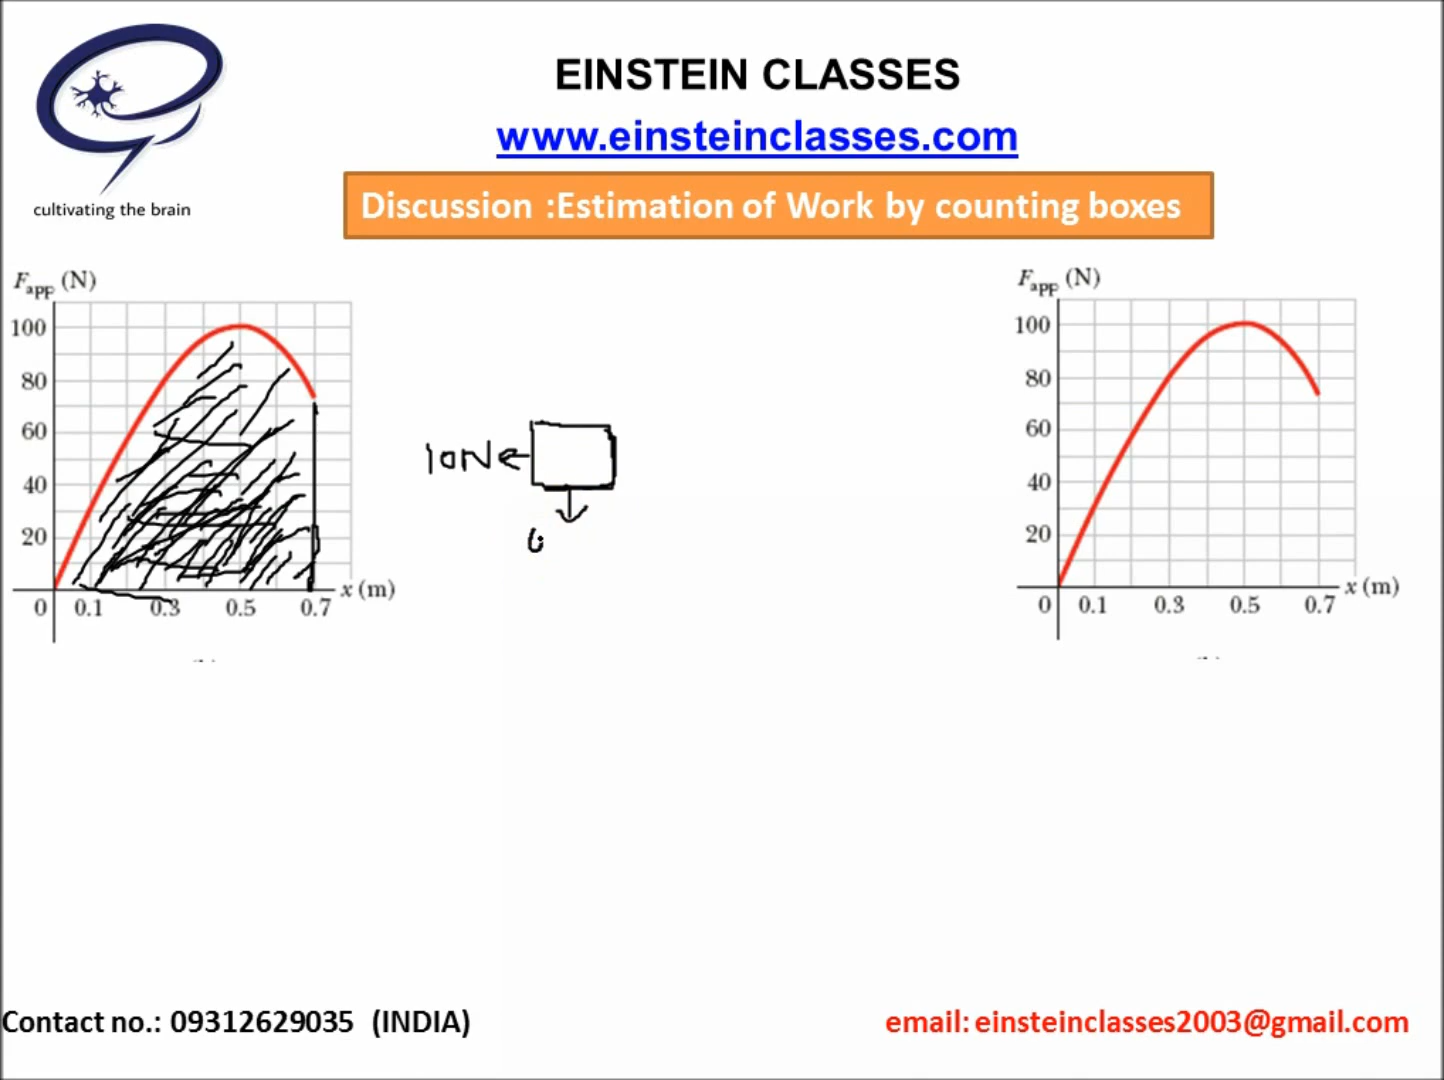 EINSTEIN CLASSES
www.einsteinclasses.com
cultivating the brain
Discussion :Estimation of Work by counting boxes
Fapp (N)
100
80
60
40
20
0 0.1 0.3 0.5 0.7 x (m)
10N
Fapp (N)
100
80
60
40
20
0 0.1 0.3 0.5 0.7 x (m)
Contact no.: 09312629035 (INDIA)
email: einsteinclasses2003@gmail.com